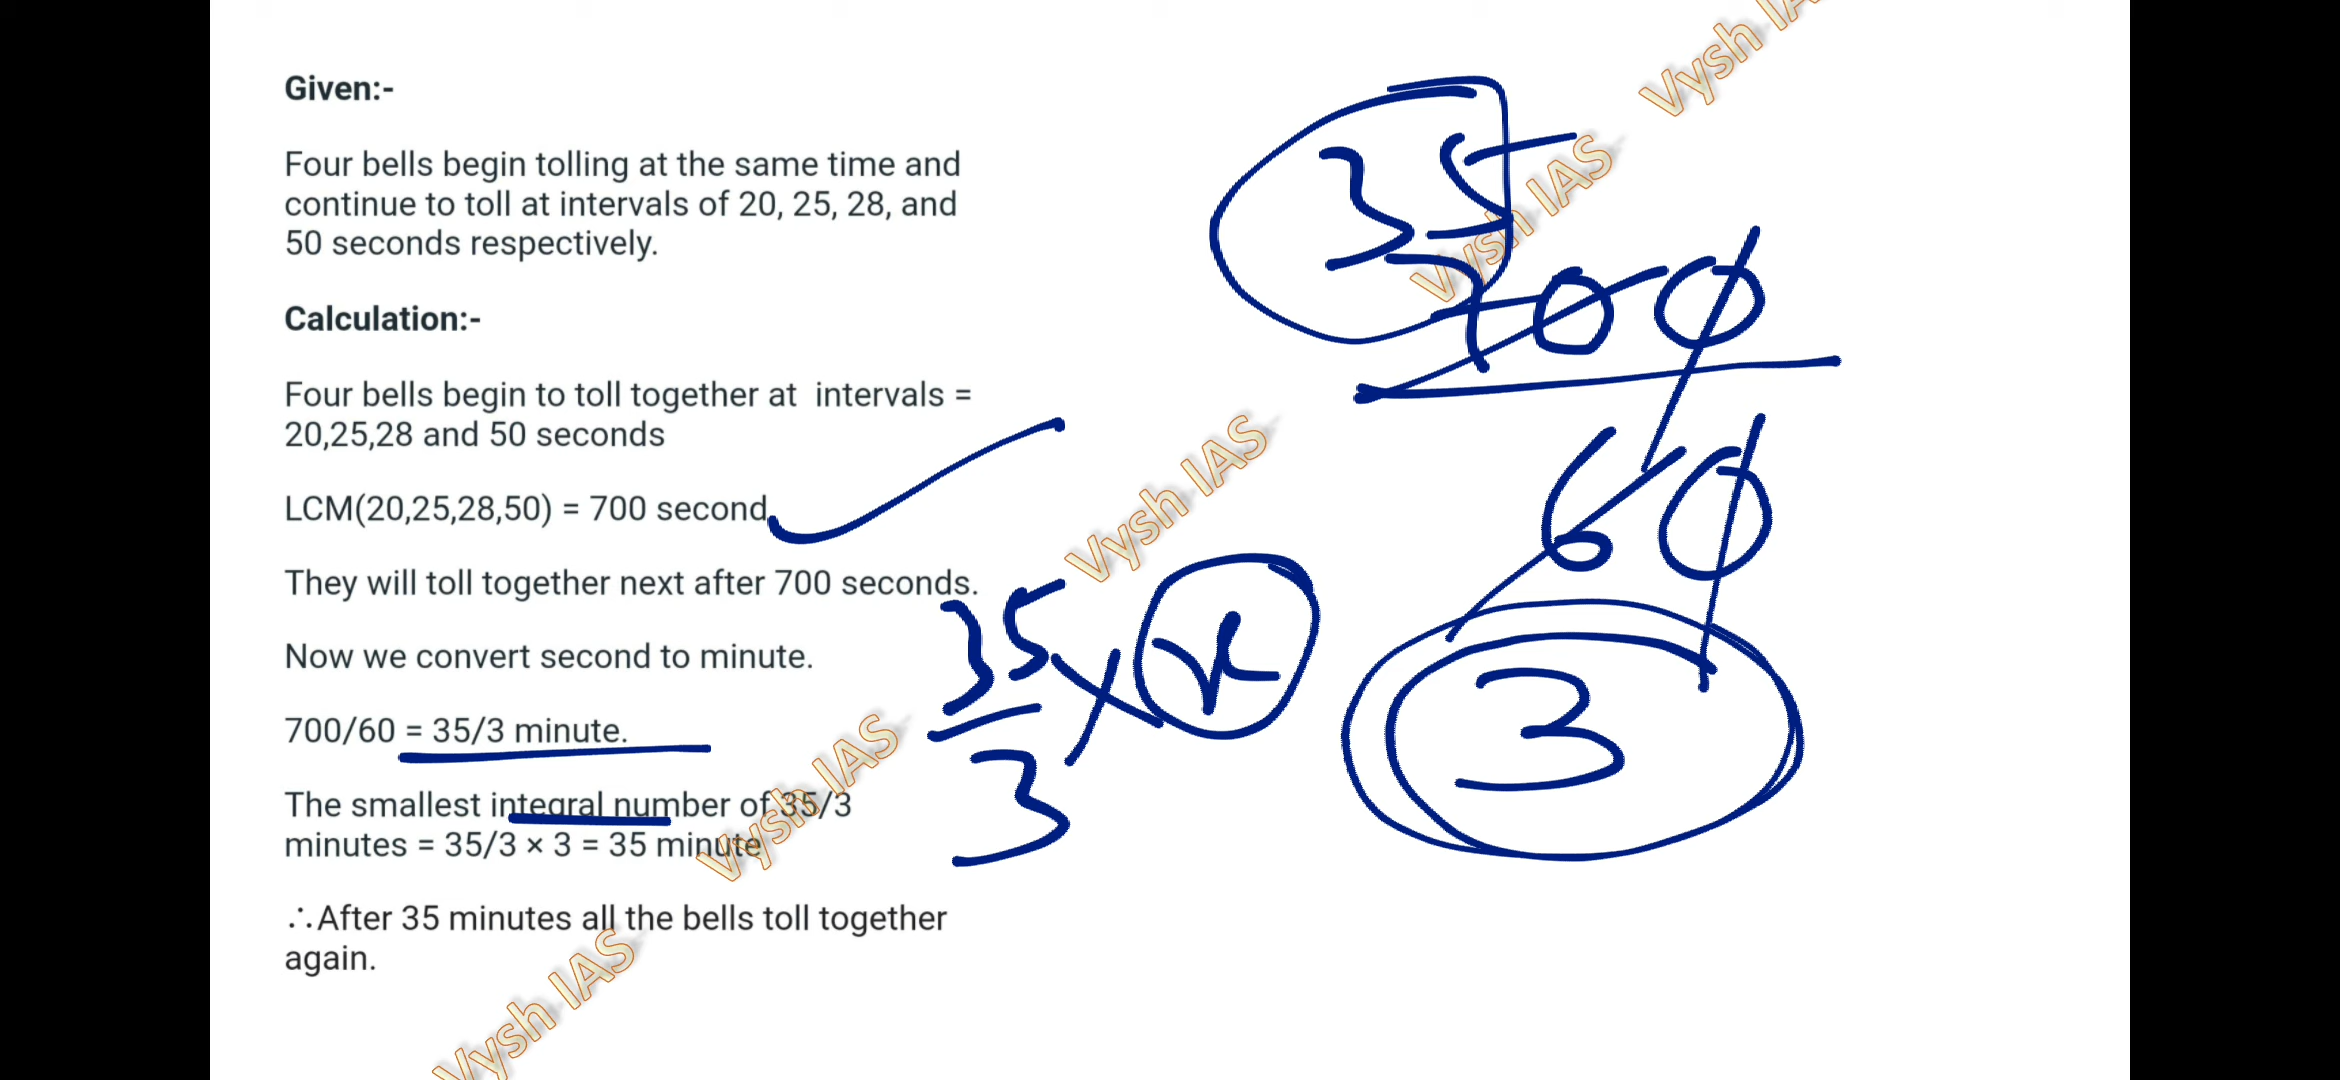 Given:-
Four bells begin tolling at the same time and
continue to toll at intervals of 20, 25, 28, and
50 seconds respectively.
Calculation:-
Four bells begin to toll together at  intervals =
20,25,28 and 50 seconds
LCM(20,25,28,50) = 700 second
They will toll together next after 700 seconds.
Now we convert second to minute.
700/60 = 35/3 minute.
The smallest integral number of 35/3
minutes = 35/3 × 3 = 35 minute
∴After 35 minutes all the bells toll together
again.
35
700
60
3
35 × x
3
Vysh IAS
Vysh IAS
Vysh IAS
Vysh IAS
Vysh IAS